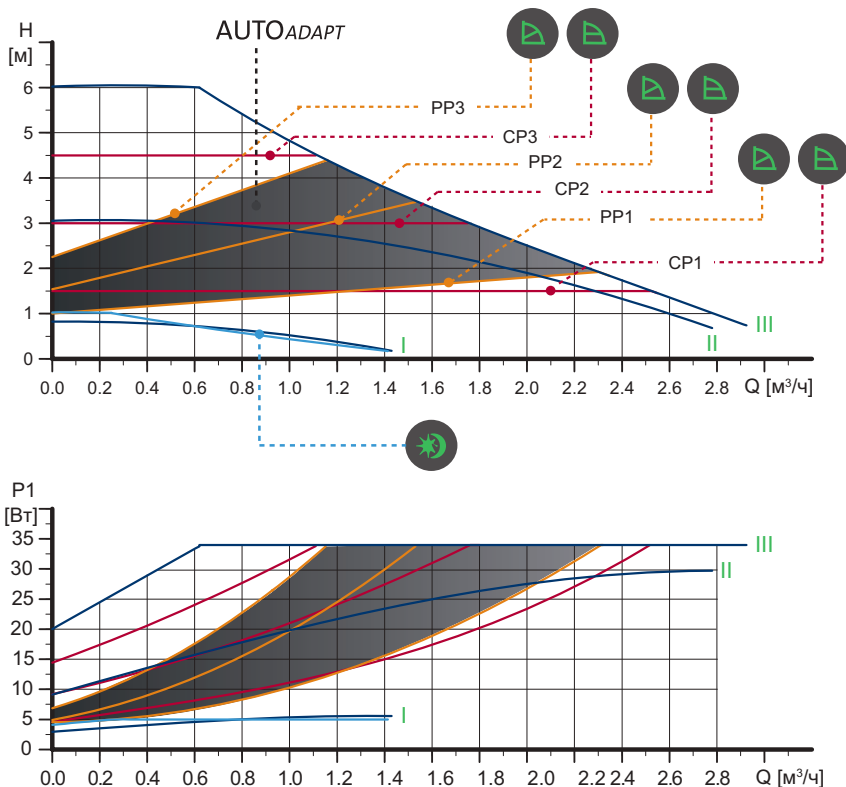 H
[м]
AUTOADAPT
6
5
4
3
2
1
0
PP3
CP3
PP2
CP2
PP1
CP1
I
II
III
0.0 0.2 0.4 0.6 0.8 1.0 1.2 1.4 1.6 1.8 2.0 2.2 2.4 2.6 2.8 Q [м³/ч]
P1
[Вт]
35
30
25
20
15
10
5
0
III
II
I
0.0 0.2 0.4 0.6 0.8 1.0 1.2 1.4 1.6 1.8 2.0 2.2 2.4 2.6 2.8 Q [м³/ч]